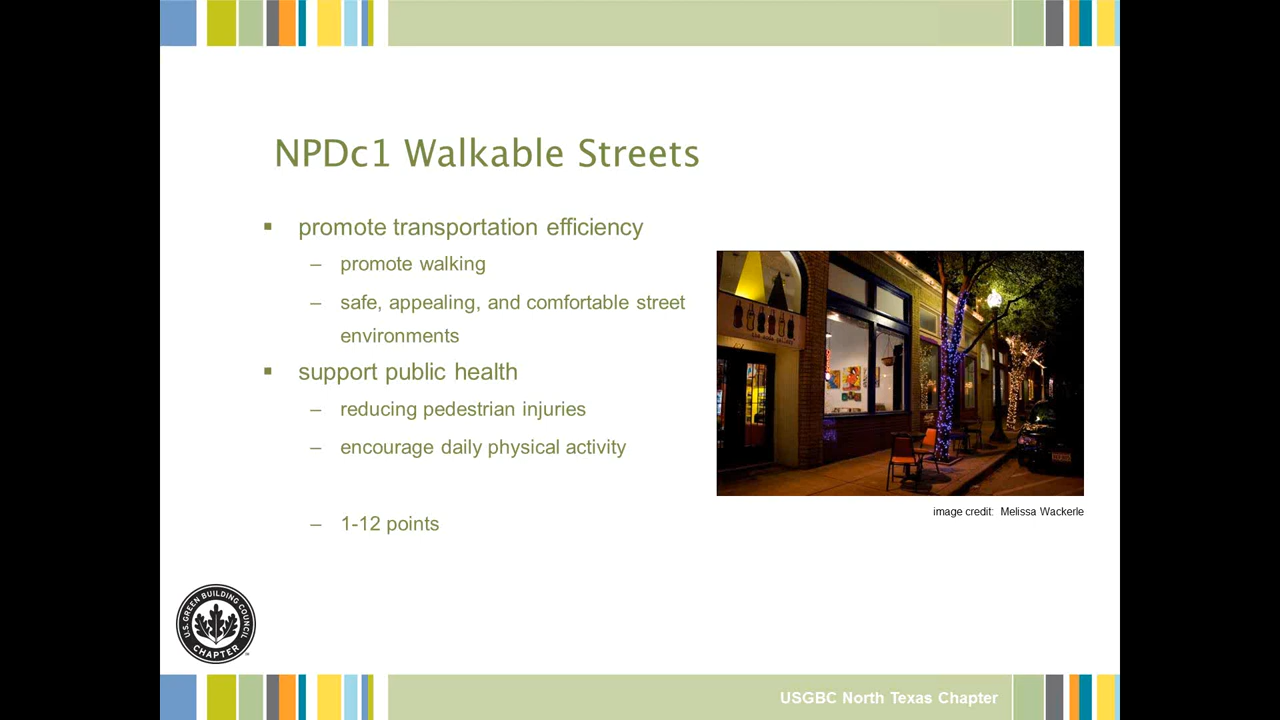 NPDc1 Walkable Streets
▪ promote transportation efficiency
– promote walking
– safe, appealing, and comfortable street
environments
▪ support public health
– reducing pedestrian injuries
– encourage daily physical activity
– 1-12 points
image credit: Melissa Wackerle
U.S. GREEN BUILDING COUNCIL
CHAPTER
USGBC North Texas Chapter